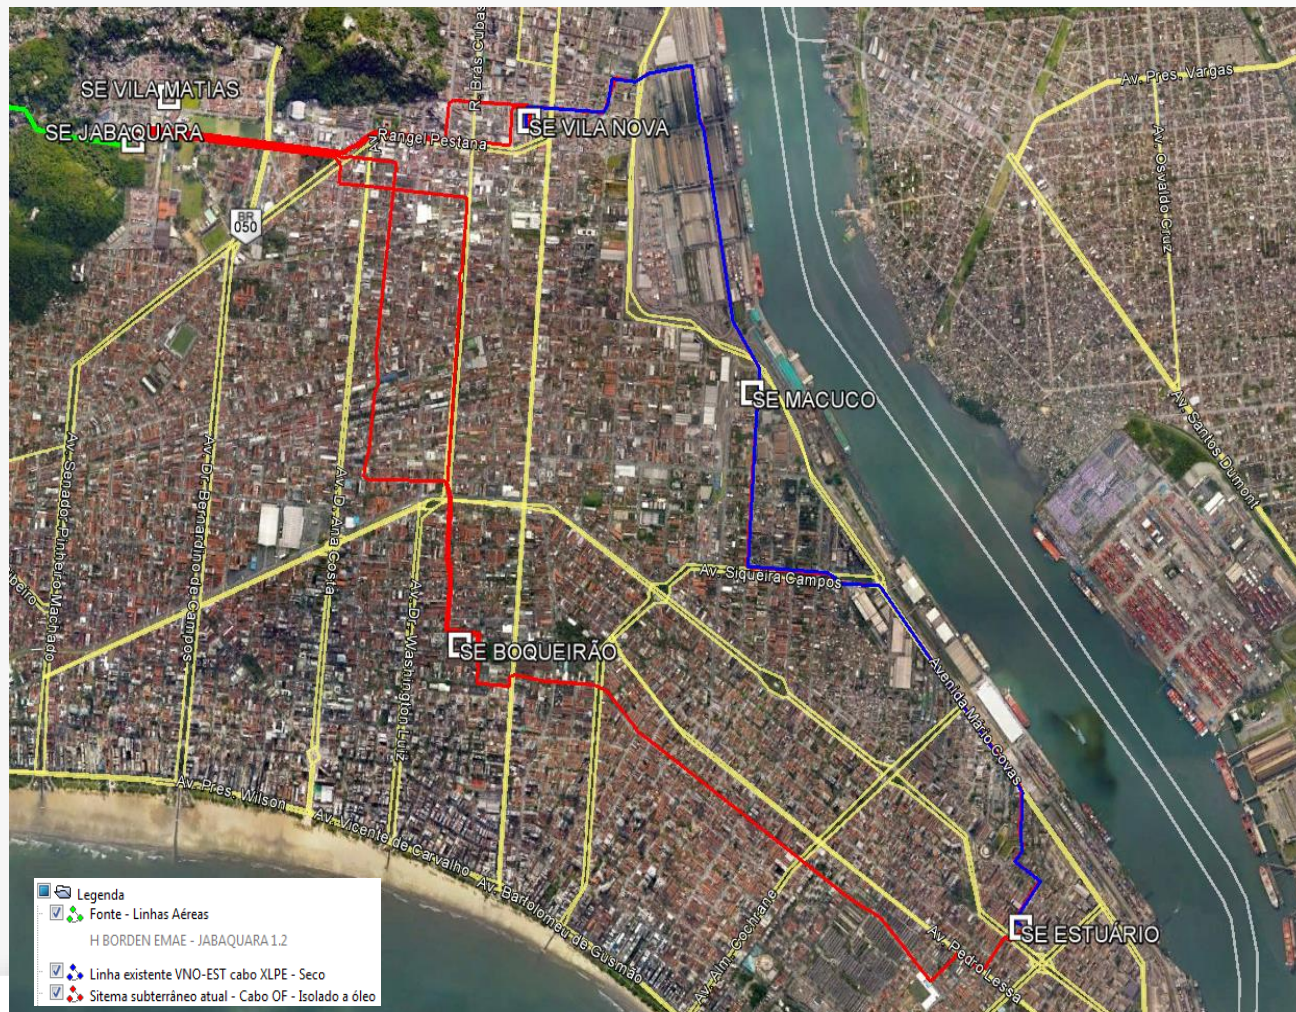 Av. Pres. Vargas
R. Brás Cubas
SE VILA MATIAS
SE JABAQUARA
SE VILA NOVA
Rangel Pestana
Av. Osvaldo Cruz
BR
050
SE MACUCO
Av. Santos Dumont
Av. Senado. Pinheiro Machado
Av. Dr. Bernardino de Campos
Av. D. Ana Costa
Av. Siqueira Campos
Av. Dr. Washington Luiz
SE BOQUEIRÃO
Avenida Mário Covas
Av. Pres. Wilson
Av. Vicente de Carvalho
Av. Bartolomeu de Gusmão
Av. Alm. Cochrane
Av. Pedro Lessa
SE ESTUÁRIO
Legenda
Fonte - Linhas Aéreas
H BORDEN EMAE - JABAQUARA 1.2
Linha existente VNO-EST cabo XLPE - Seco
Sitema subterrâneo atual - Cabo OF - Isolado a óleo